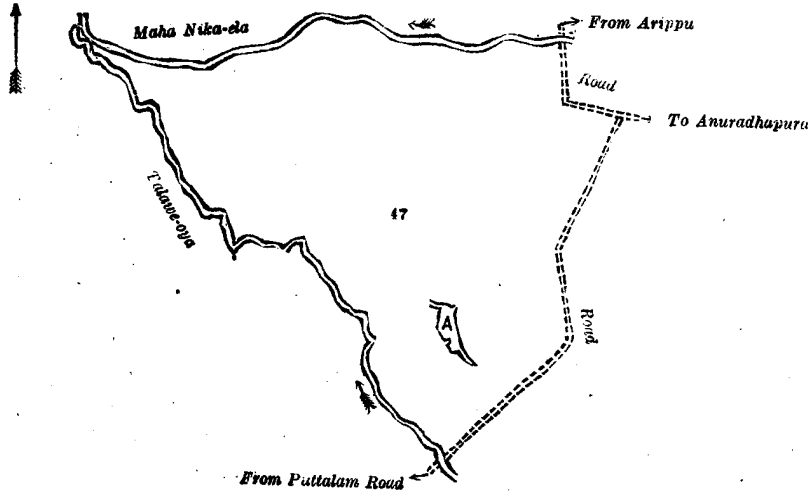 Maha Nika-ela
From Arippu
Road
To Anuradhapura
Talawe-oya
47
A
Road
From Puttalam Road